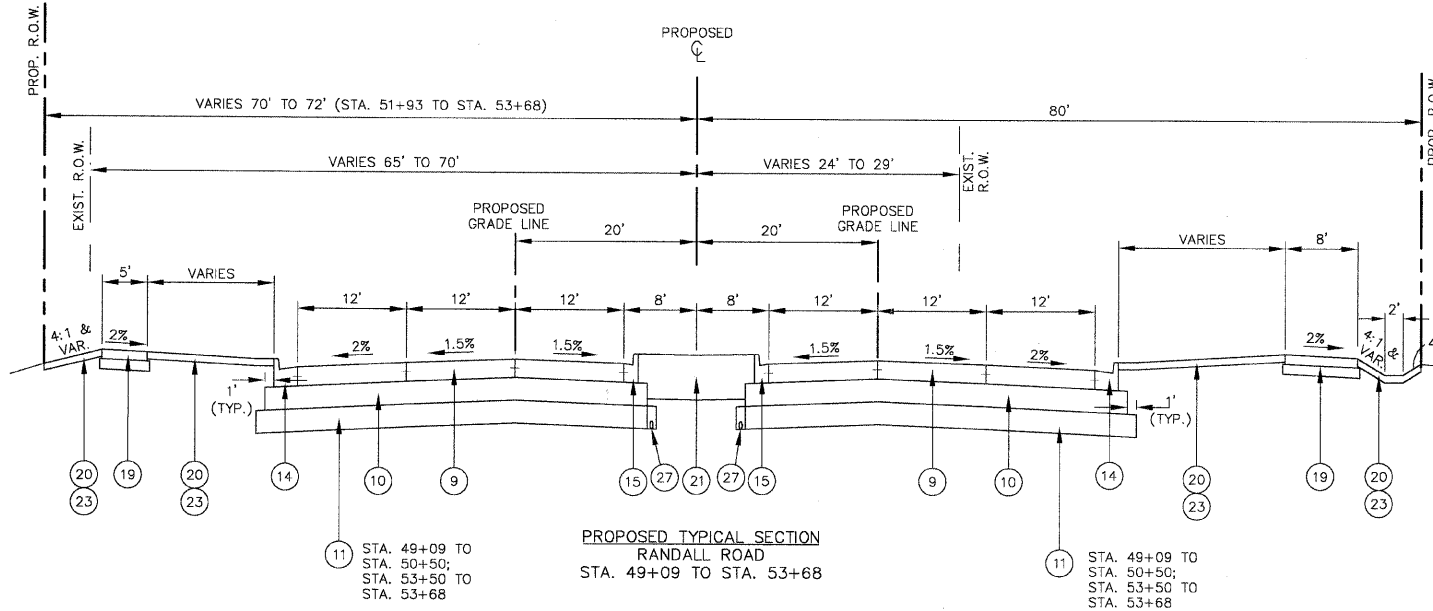 PROP. R.O.W.
PROPOSED
℄
PROP. R.O.W.
VARIES 70' TO 72' (STA. 51+93 TO STA. 53+68)
80'
EXIST. R.O.W.
VARIES 65' TO 70'
VARIES 24' TO 29'
EXIST.
R.O.W.
PROPOSED
GRADE LINE
PROPOSED
GRADE LINE
20'
20'
5'
VARIES
VARIES
8'
12'
12'
12'
8'
8'
12'
12'
12'
2'
4:1 &
VAR.
2%
2%
1.5%
1.5%
1.5%
1.5%
2%
2%
4:1 &
VAR.
4
1'
(TYP.)
1'
(TYP.)
20
23
19
20
23
14
10
9
15
27
21
27
15
9
10
14
20
23
19
20
23
11
STA. 49+09 TO
STA. 50+50;
STA. 53+50 TO
STA. 53+68
PROPOSED TYPICAL SECTION
RANDALL ROAD
STA. 49+09 TO STA. 53+68
11
STA. 49+09 TO
STA. 50+50;
STA. 53+50 TO
STA. 53+68